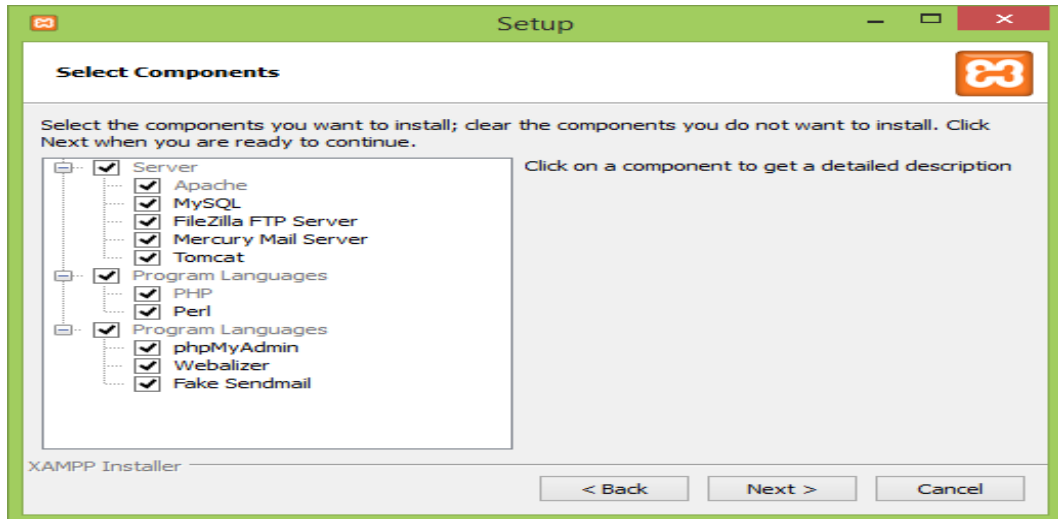 Setup
Select Components
Select the components you want to install; clear the components you do not want to install. Click
Next when you are ready to continue.
Server
Apache
MySQL
FileZilla FTP Server
Mercury Mail Server
Tomcat
Program Languages
PHP
Perl
Program Languages
phpMyAdmin
Webalizer
Fake Sendmail
Click on a component to get a detailed description
XAMPP Installer
< Back
Next >
Cancel